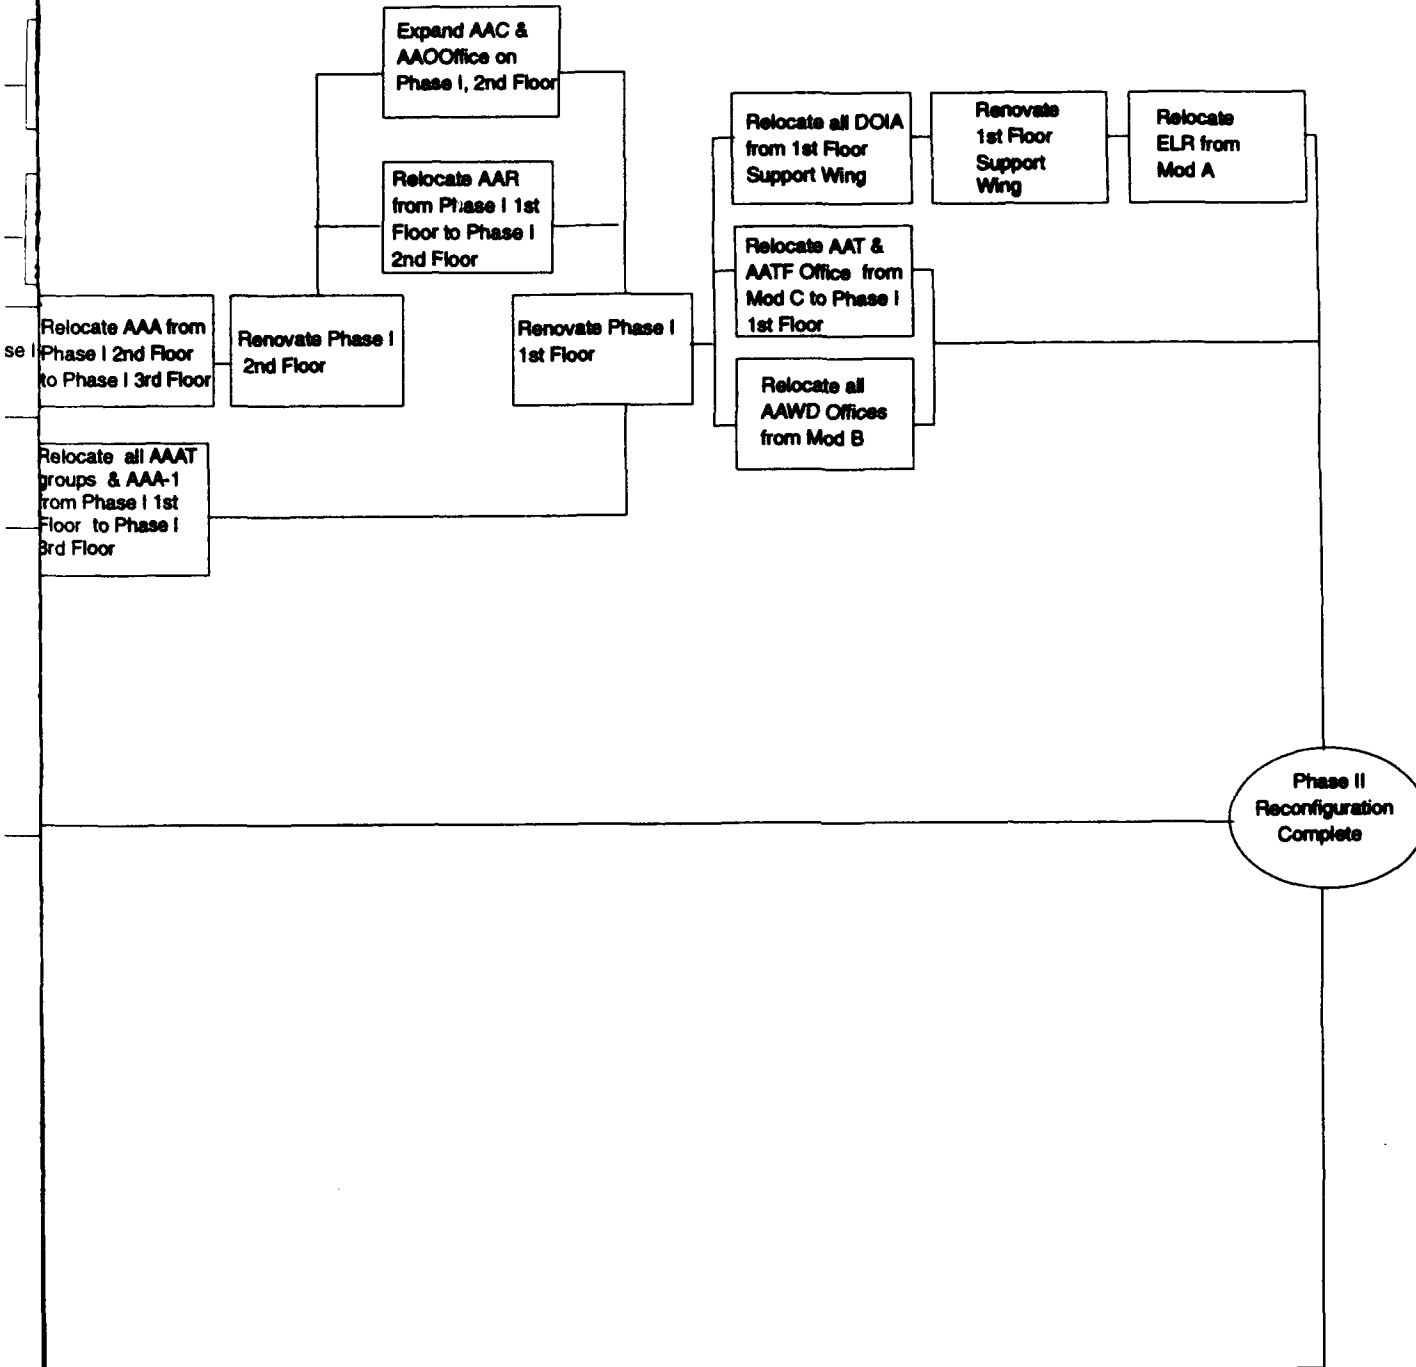 Expand AAC &
AAOOffice on
Phase I, 2nd Floor
Relocate AAR
from Phase I 1st
Floor to Phase I
2nd Floor
Relocate all DOIA
from 1st Floor
Support Wing
Renovate
1st Floor
Support
Wing
Relocate
ELR from
Mod A
Relocate AAT &
AATF Office from
Mod C to Phase I
1st Floor
se I
Relocate AAA from
Phase I 2nd Floor
to Phase I 3rd Floor
Renovate Phase I
2nd Floor
Renovate Phase I
1st Floor
Relocate all
AAWD Offices
from Mod B
Relocate all AAAT
groups & AAA-1
from Phase I 1st
Floor to Phase I
3rd Floor
Phase II
Reconfiguration
Complete